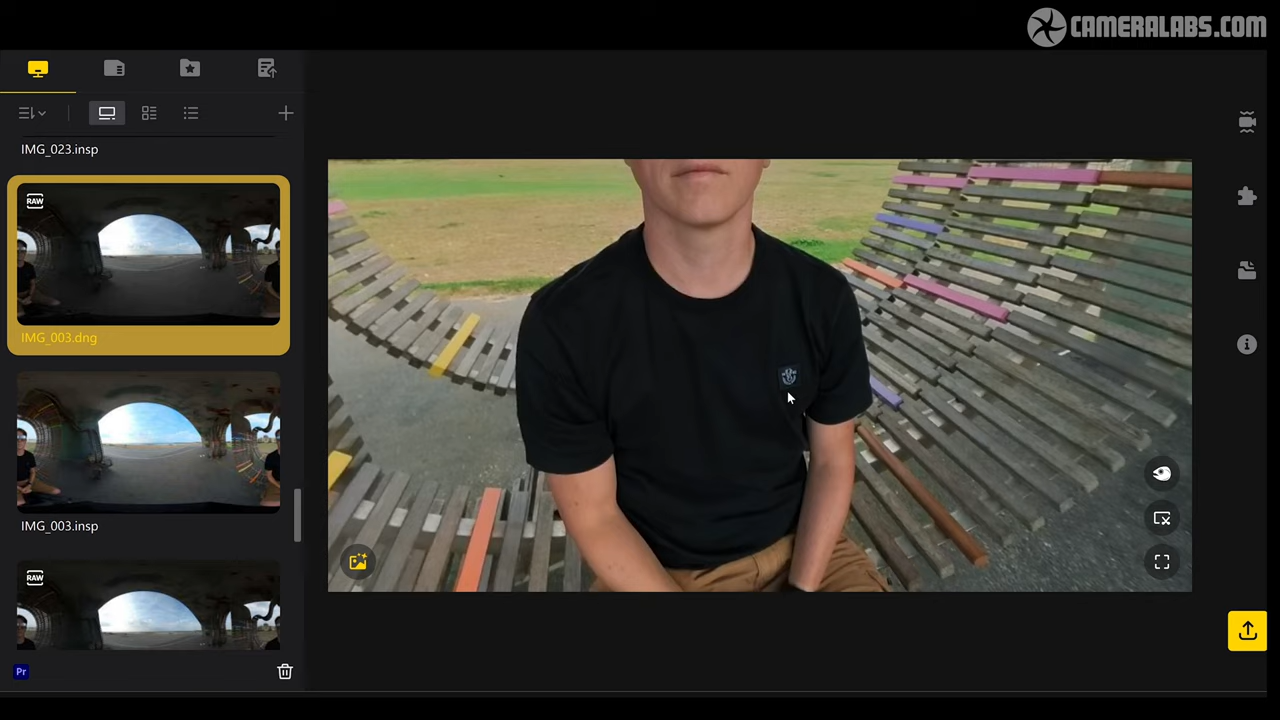 CAMERALABS.COM
IMG_023.insp
RAW
IMG_003.dng
IMG_003.insp
RAW
Pr